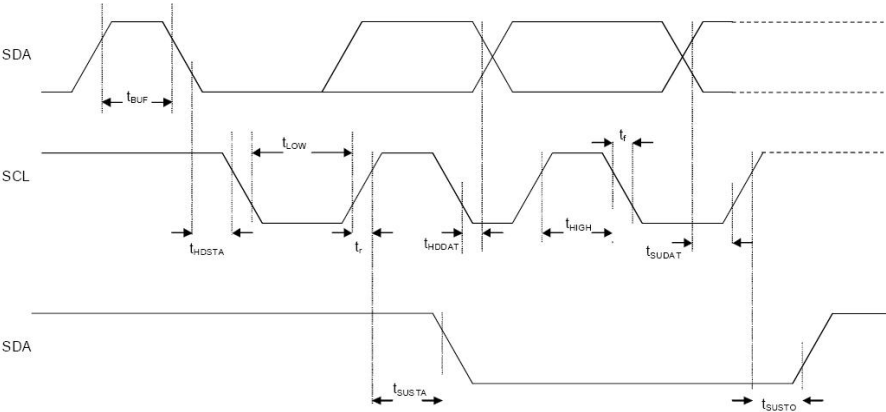 SDA
tBUF
SCL
tLOW
tf
tHDSTA
tr
tHDDAT
tHIGH
tSUDAT
SDA
tSUSTA
tSUSTO